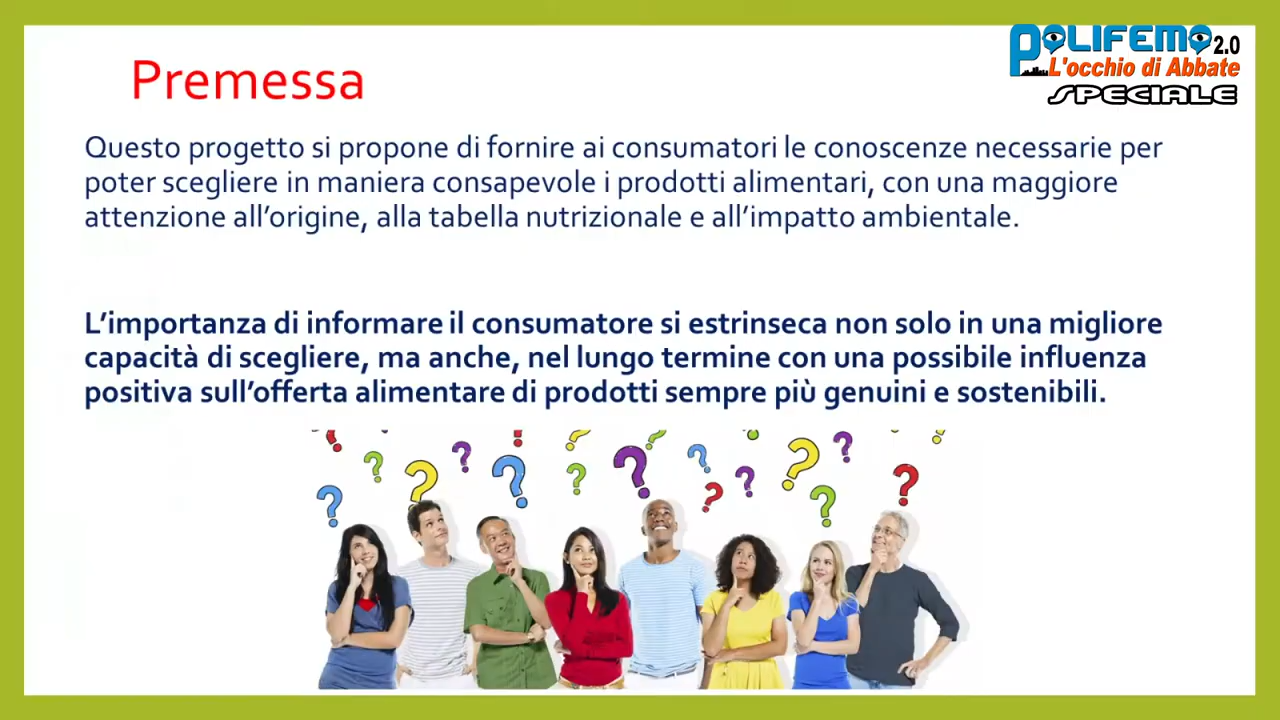 POLIFEMO 2.0
L'occhio di Abbate
SPECIALE
Premessa
Questo progetto si propone di fornire ai consumatori le conoscenze necessarie per
poter scegliere in maniera consapevole i prodotti alimentari, con una maggiore
attenzione all’origine, alla tabella nutrizionale e all’impatto ambientale.
L’importanza di informare il consumatore si estrinseca non solo in una migliore
capacità di scegliere, ma anche, nel lungo termine con una possibile influenza
positiva sull’offerta alimentare di prodotti sempre più genuini e sostenibili.